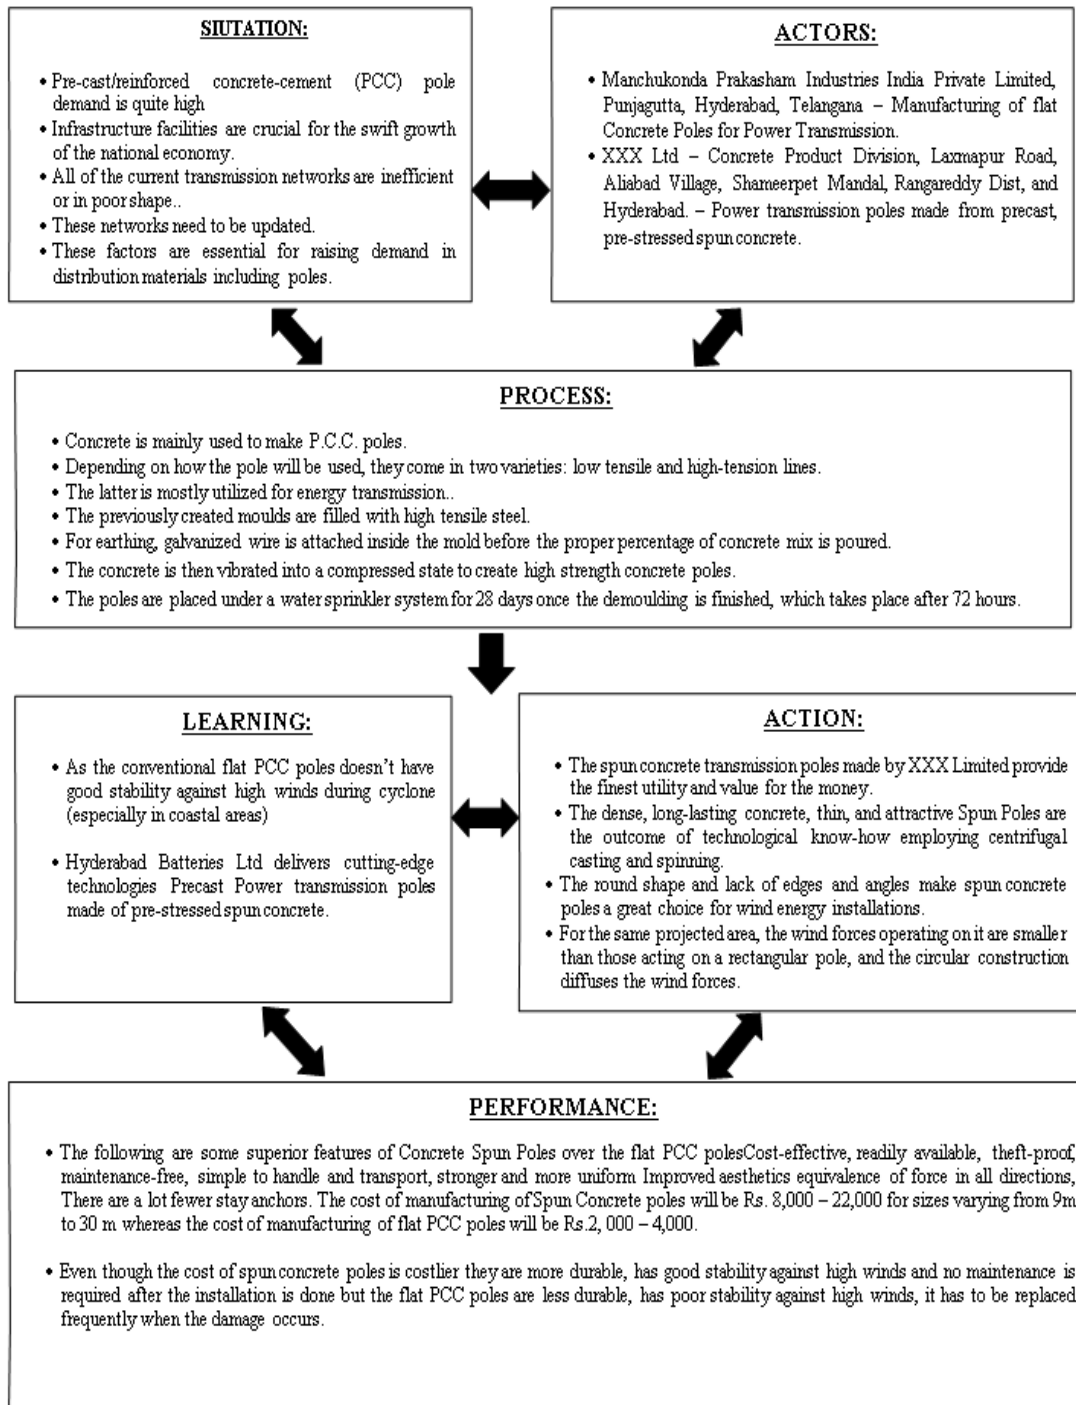 SIUTATION:
• Pre-cast/reinforced concrete-cement (PCC) pole
demand is quite high
• Infrastructure facilities are crucial for the swift growth
of the national economy.
• All of the current transmission networks are inefficient
or in poor shape..
• These networks need to be updated.
• These factors are essential for raising demand in
distribution materials including poles.
ACTORS:
• Manchukonda Prakasham Industries India Private Limited,
Punjagutta, Hyderabad, Telangana – Manufacturing of flat
Concrete Poles for Power Transmission.
• XXX Ltd – Concrete Product Division, Laxmapur Road,
Aliabad Village, Shameerpet Mandal, Rangareddy Dist, and
Hyderabad. – Power transmission poles made from precast,
pre-stressed spun concrete.
PROCESS:
• Concrete is mainly used to make P.C.C. poles.
• Depending on how the pole will be used, they come in two varieties: low tensile and high-tension lines.
• The latter is mostly utilized for energy transmission..
• The previously created moulds are filled with high tensile steel.
• For earthing, galvanized wire is attached inside the mold before the proper percentage of concrete mix is poured.
• The concrete is then vibrated into a compressed state to create high strength concrete poles.
• The poles are placed under a water sprinkler system for 28 days once the demoulding is finished, which takes place after 72 hours.
LEARNING:
• As the conventional flat PCC poles doesn't have
good stability against high winds during cyclone
(especially in coastal areas)
• Hyderabad Batteries Ltd delivers cutting-edge
technologies Precast Power transmission poles
made of pre-stressed spun concrete.
ACTION:
• The spun concrete transmission poles made by XXX Limited provide
the finest utility and value for the money.
• The dense, long-lasting concrete, thin, and attractive Spun Poles are
the outcome of technological know-how employing centrifugal
casting and spinning.
• The round shape and lack of edges and angles make spun concrete
poles a great choice for wind energy installations.
• For the same projected area, the wind forces operating on it are smaller
than those acting on a rectangular pole, and the circular construction
diffuses the wind forces.
PERFORMANCE:
• The following are some superior features of Concrete Spun Poles over the flat PCC polesCost-effective, readily available, theft-proof,
maintenance-free, simple to handle and transport, stronger and more uniform Improved aesthetics equivalence of force in all directions,
There are a lot fewer stay anchors. The cost of manufacturing of Spun Concrete poles will be Rs. 8,000 – 22,000 for sizes varying from 9m
to 30 m whereas the cost of manufacturing of flat PCC poles will be Rs.2, 000 – 4,000.
• Even though the cost of spun concrete poles is costlier they are more durable, has good stability against high winds and no maintenance is
required after the installation is done but the flat PCC poles are less durable, has poor stability against high winds, it has to be replaced
frequently when the damage occurs.